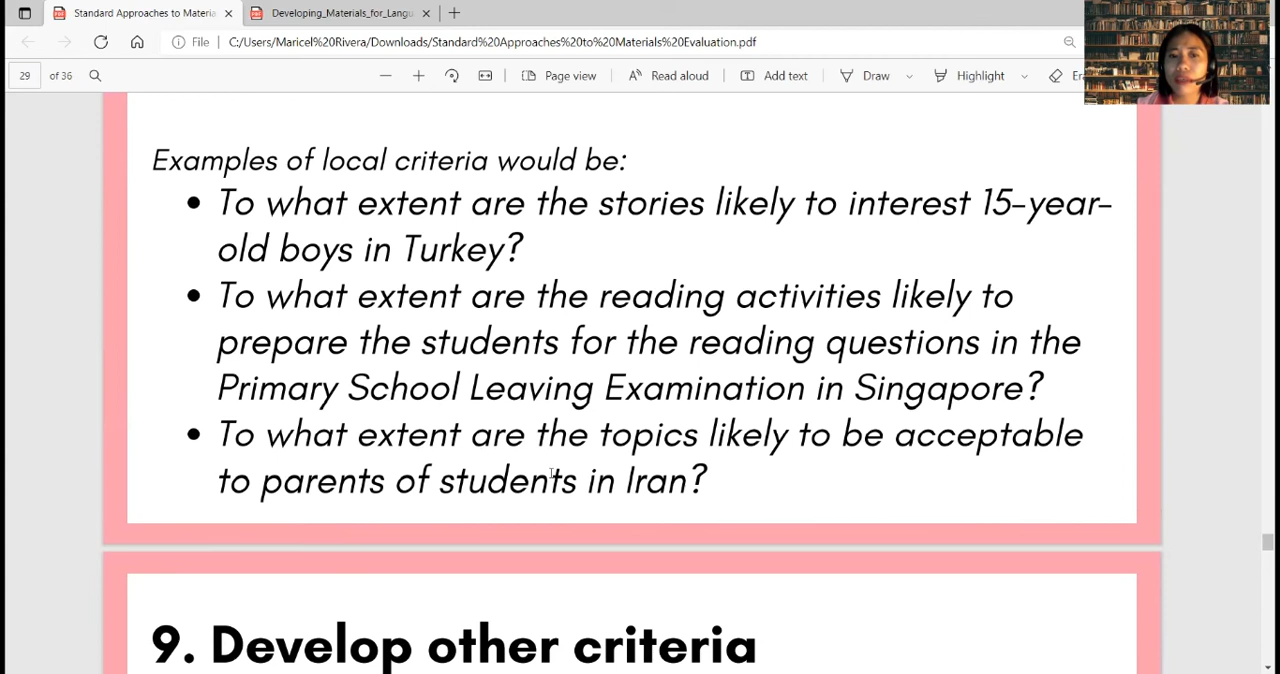 Standard Approaches to Materia
Developing_Materials_for_Langu
File
C:/Users/Maricel%20Rivera/Downloads/Standard%20Approaches%20to%20Materials%20Evaluation.pdf
29 of 36
Page view
Read aloud
Add text
Draw
Highlight
Examples of local criteria would be:
• To what extent are the stories likely to interest 15-year-
old boys in Turkey?
• To what extent are the reading activities likely to
prepare the students for the reading questions in the
Primary School Leaving Examination in Singapore?
• To what extent are the topics likely to be acceptable
to parents of students in Iran?
9. Develop other criteria